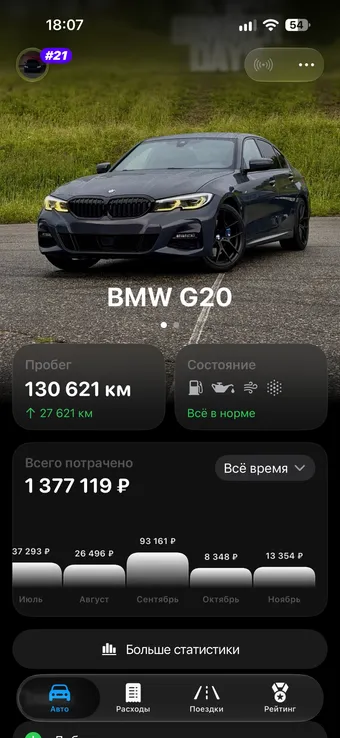 18:07
54
#21
BMW G20
Пробег
130 621 км
↑ 27 621 км
Состояние
Всё в норме
Всего потрачено
1 377 119 ₽
Всё время
37 293 ₽
26 496 ₽
93 161 ₽
8 348 ₽
13 354 ₽
Июль
Август
Сентябрь
Октябрь
Ноябрь
Больше статистики
Авто
Расходы
Поездки
Рейтинг